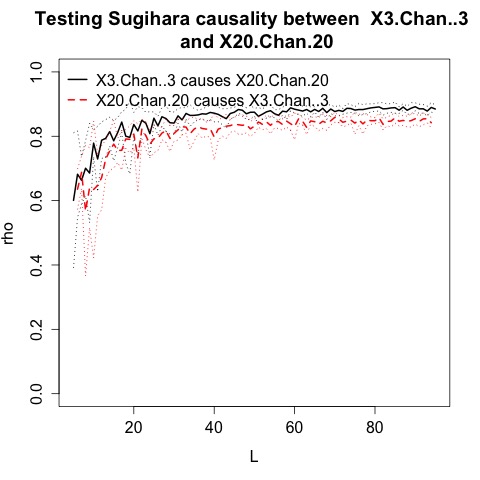 Testing Sugihara causality between  X3.Chan..3
and X20.Chan.20
X3.Chan..3 causes X20.Chan.20
X20.Chan.20 causes X3.Chan..3
rho
1.0
0.8
0.6
0.4
0.2
0.0
20 40 60 80
L